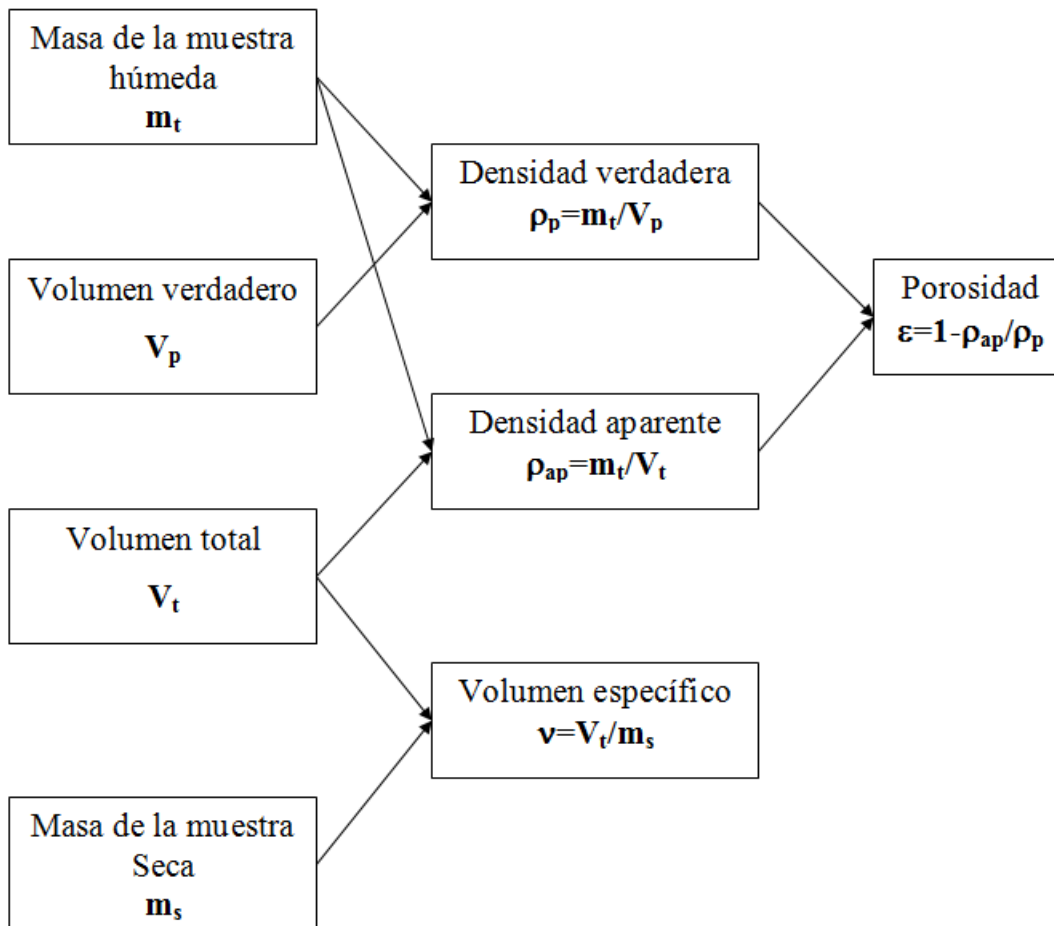 Masa de la muestra
húmeda
mₜ
Densidad verdadera
ρₚ=mₜ/Vₚ
Volumen verdadero
Vₚ
Porosidad
ε=1-ρₐₚ/ρₚ
Densidad aparente
ρₐₚ=mₜ/Vₜ
Volumen total
Vₜ
Volumen específico
ν=Vₜ/mₛ
Masa de la muestra
Seca
mₛ